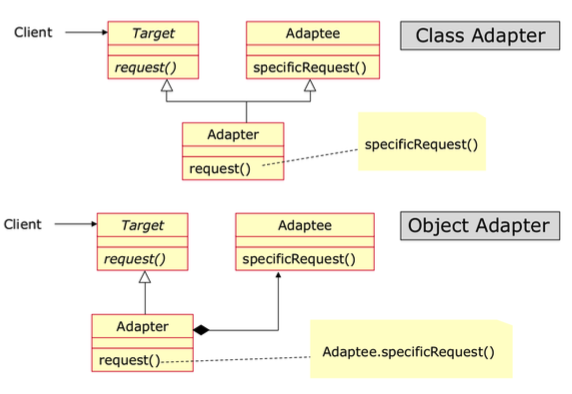 Client
Target
request()
Adaptee
specificRequest()
Class Adapter
Adapter
request()
specificRequest()
Client
Target
request()
Adaptee
specificRequest()
Object Adapter
Adapter
request()
Adaptee.specificRequest()